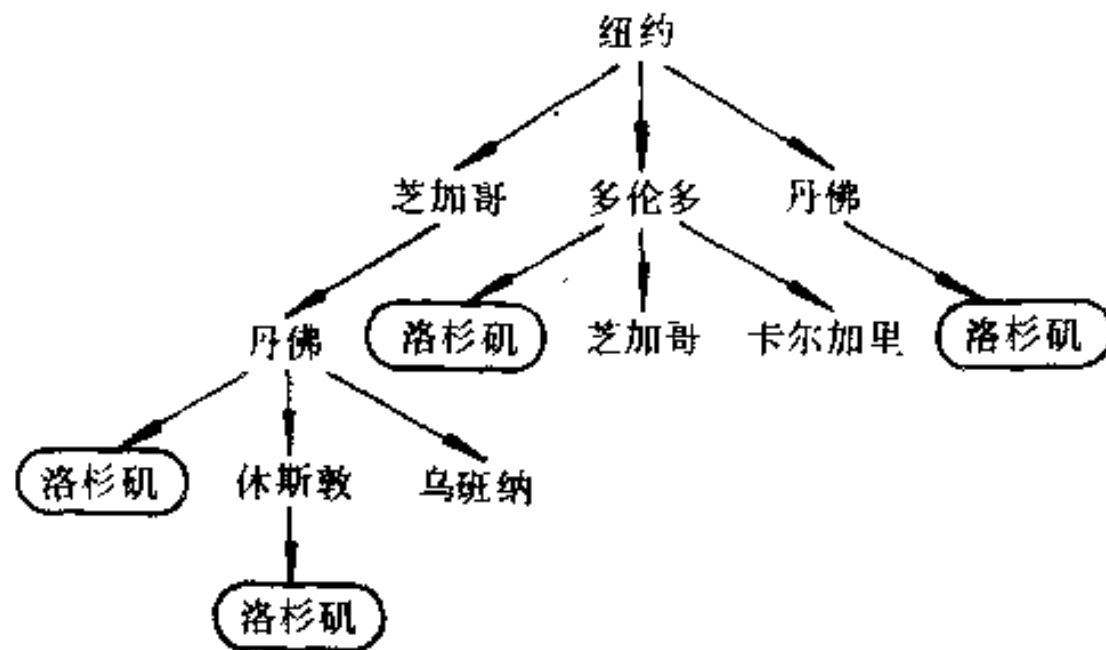 纽约
芝加哥 多伦多 丹佛
丹佛 洛杉矶 芝加哥 卡尔加里 洛杉矶
洛杉矶 休斯敦 乌班纳
洛杉矶